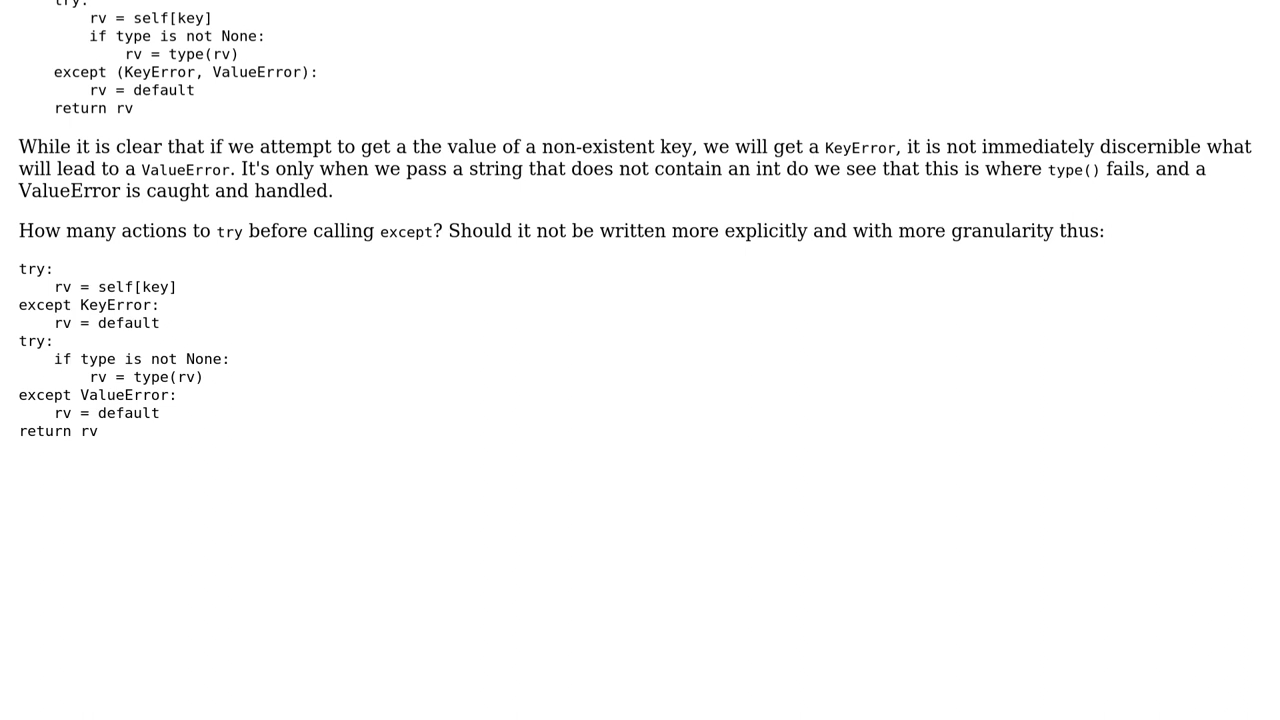 try:
rv = self[key]
if type is not None:
rv = type(rv)
except (KeyError, ValueError):
rv = default
return rv
While it is clear that if we attempt to get a the value of a non-existent key, we will get a KeyError, it is not immediately discernible what
will lead to a ValueError. It's only when we pass a string that does not contain an int do we see that this is where type() fails, and a
ValueError is caught and handled.
How many actions to try before calling except? Should it not be written more explicitly and with more granularity thus:
try:
rv = self[key]
except KeyError:
rv = default
try:
if type is not None:
rv = type(rv)
except ValueError:
rv = default
return rv